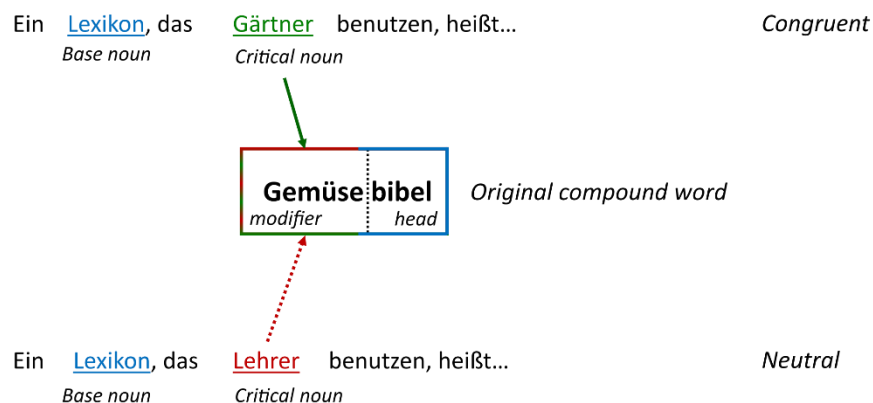 Ein Lexikon, das Gärtner benutzen, heißt... Congruent
Base noun Critical noun
Gemüse bibel Original compound word
modifier head
Ein Lexikon, das Lehrer benutzen, heißt... Neutral
Base noun Critical noun